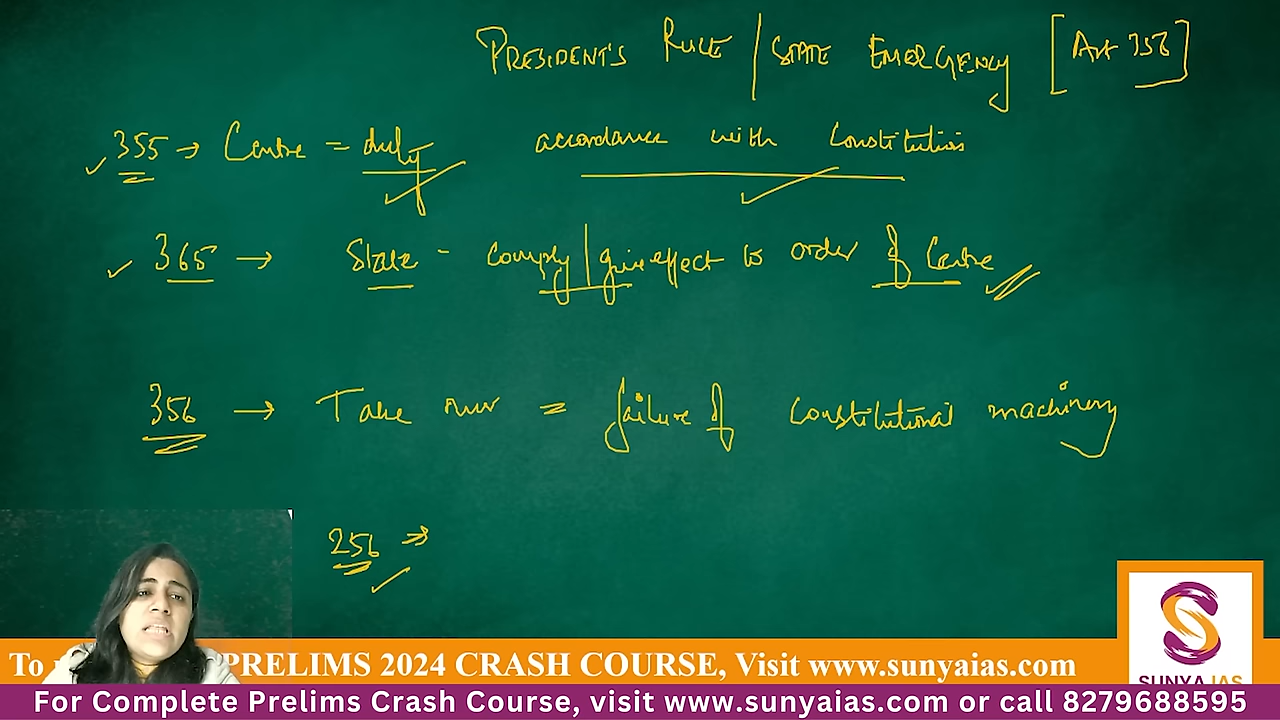 PRESIDENT'S RULE / STATE EMERGENCY [Art 356]
355 → Centre = duty accordance with Constitution
365 → State - comply / give effect to order of Centre
356 → Take over = failure of Constitutional machinery
256 →
To PRELIMS 2024 CRASH COURSE, Visit www.sunyaias.com
SUNYA IAS
For Complete Prelims Crash Course, visit www.sunyaias.com or call 8279688595